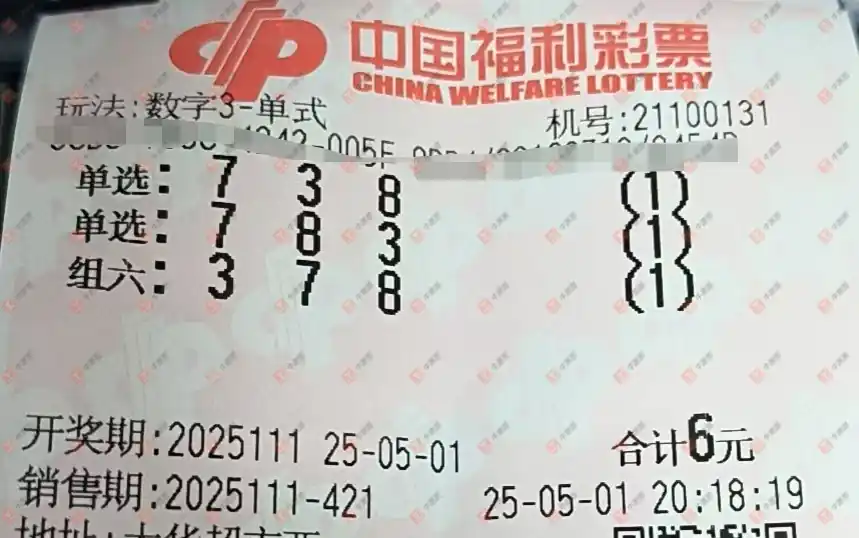 中国福利彩票
CHINA WELFARE LOTTERY
玩法:数字3-单式
机号:21100131
单选: 7 3 8 (1)
单选: 7 8 3 (1)
组六: 3 7 8 (1)
开奖期:2025111 25-05-01 合计6元
销售期:2025111-421 25-05-01 20:18:19